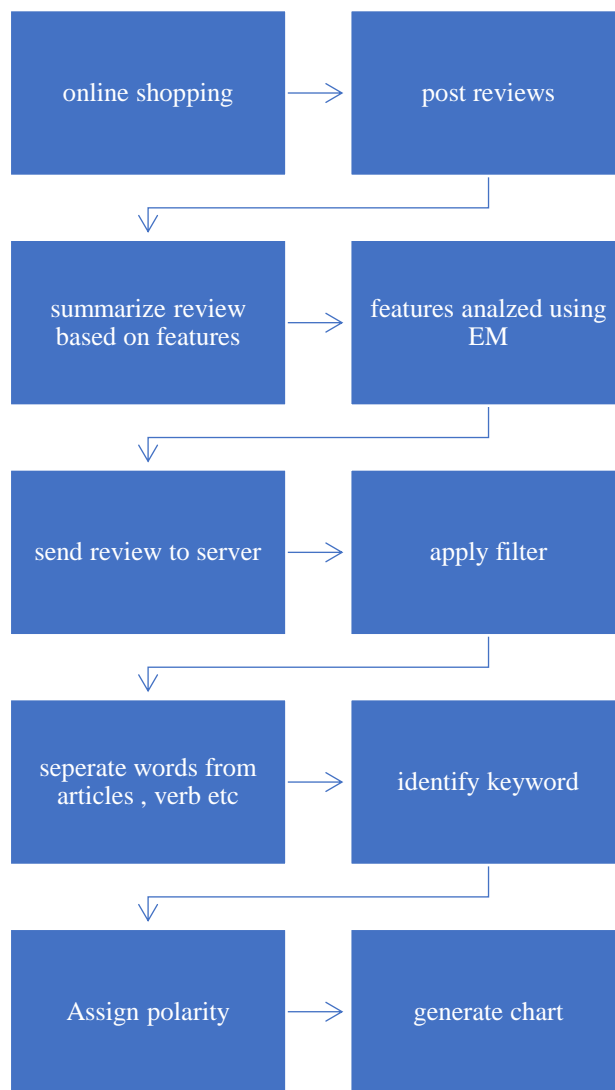 online shopping
post reviews
summarize review
based on features
features analzed using
EM
send review to server
apply filter
seperate words from
articles , verb etc
identify keyword
Assign polarity
generate chart